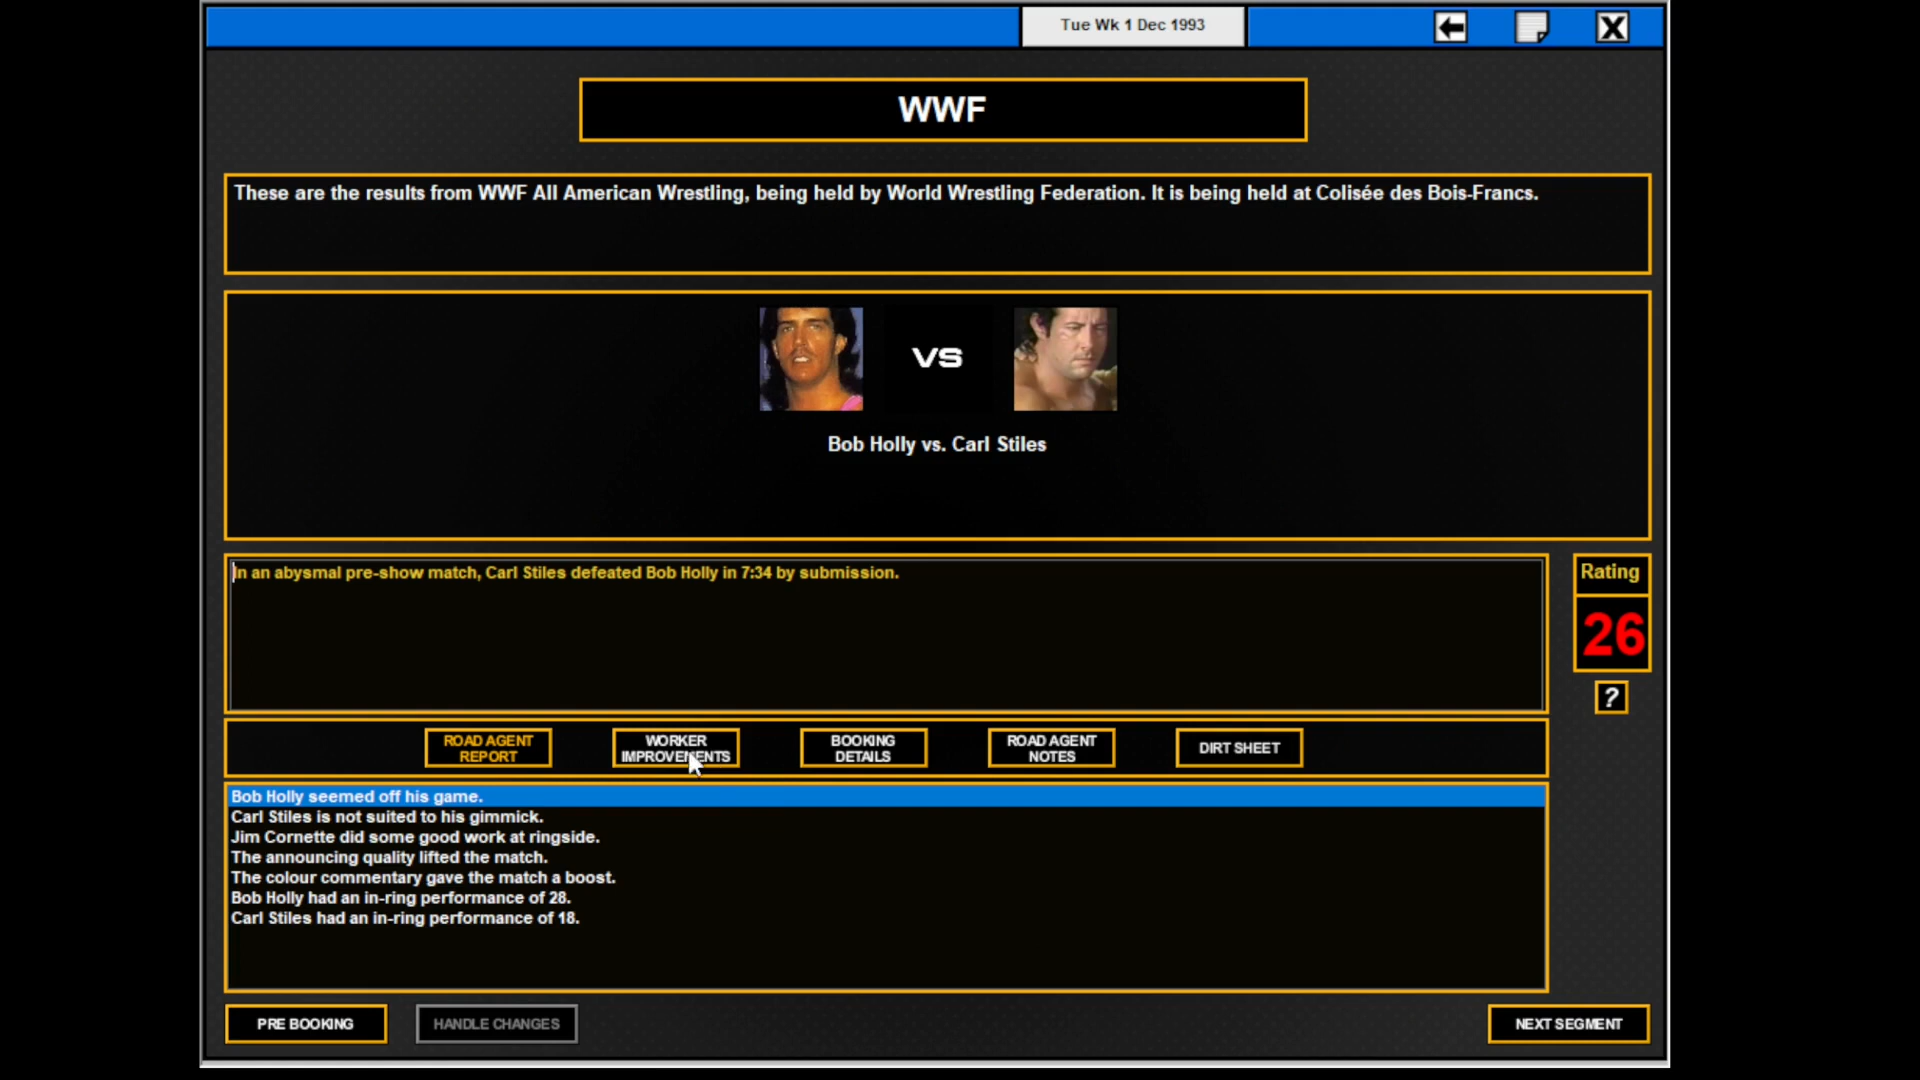 Tue Wk 1 Dec 1993
WWF
These are the results from WWF All American Wrestling, being held by World Wrestling Federation. It is being held at Colisée des Bois-Francs.
VS
Bob Holly vs. Carl Stiles
In an abysmal pre-show match, Carl Stiles defeated Bob Holly in 7:34 by submission.
Rating
26
?
ROAD AGENT
REPORT
WORKER
IMPROVEMENTS
BOOKING
DETAILS
ROAD AGENT
NOTES
DIRT SHEET
Bob Holly seemed off his game.
Carl Stiles is not suited to his gimmick.
Jim Cornette did some good work at ringside.
The announcing quality lifted the match.
The colour commentary gave the match a boost.
Bob Holly had an in-ring performance of 28.
Carl Stiles had an in-ring performance of 18.
PRE BOOKING
HANDLE CHANGES
NEXT SEGMENT